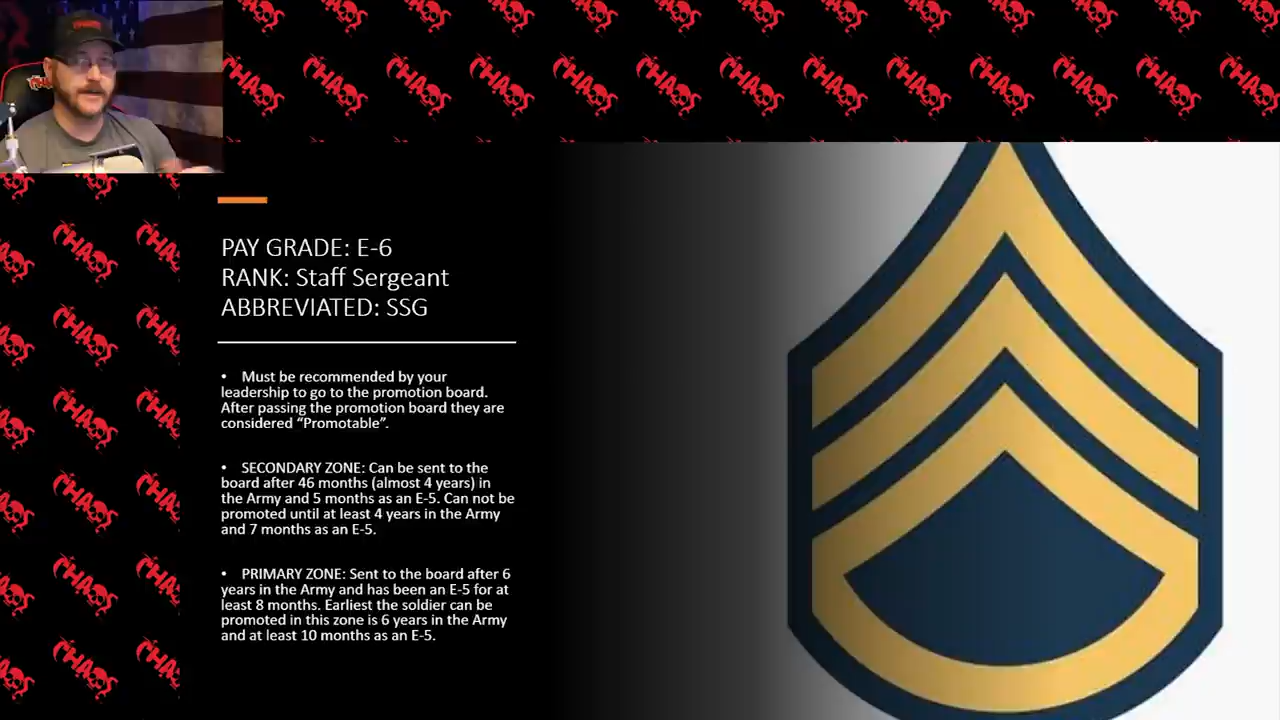 PAY GRADE: E-6
RANK: Staff Sergeant
ABBREVIATED: SSG
• Must be recommended by your
leadership to go to the promotion board.
After passing the promotion board they are
considered “Promotable”.
• SECONDARY ZONE: Can be sent to the
board after 46 months (almost 4 years) in
the Army and 5 months as an E-5. Can not be
promoted until at least 4 years in the Army
and 7 months as an E-5.
• PRIMARY ZONE: Sent to the board after 6
years in the Army and has been an E-5 for at
least 8 months. Earliest the soldier can be
promoted in this zone is 6 years in the Army
and at least 10 months as an E-5.
CHAOS